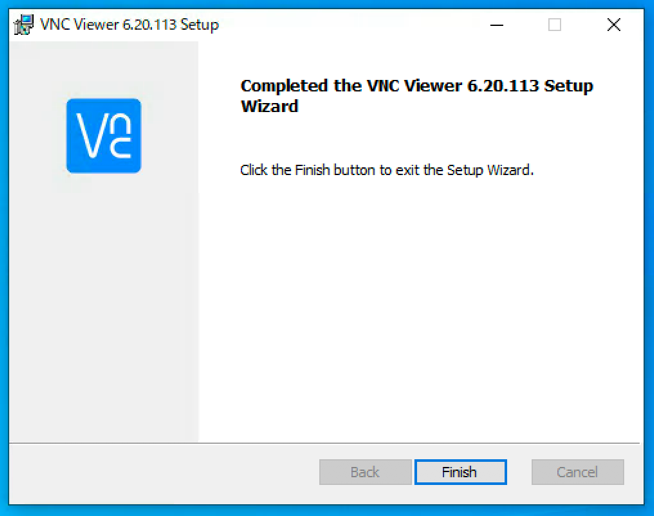 VNC Viewer 6.20.113 Setup
Vnc
Completed the VNC Viewer 6.20.113 Setup
Wizard
Click the Finish button to exit the Setup Wizard.
Back
Finish
Cancel